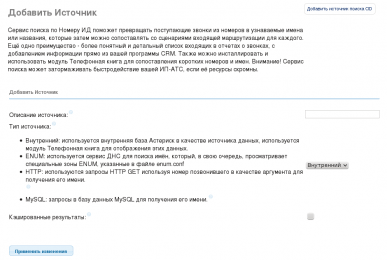 Добавить Источник
Добавить источник поиска CID
Сервис поиска по Номеру ИД поможет превращать поступающие звонки из номеров в узнаваемые имена
или названия, которые затем можно сопоставлять со сценариями входящей маршрутизации для каждого.
Ещё одно преимущество - более понятный и детальный список входящих в отчетах о звонках, с
добавлением информации прямо из вашей программы CRM. Также можно инсталлировать и
использовать модуль Телефонная книга для сопоставления коротких номеров и имен. Внимание! Сервис
поиска может затормаживать быстродействие вашей ИП-АТС, если её ресурсы скромны.
Добавить Источник
Описание источника:
Тип источника:
Внутренний: используется внутренняя база Астериск в качестве источника данных, используется
модуль Телефонная книга для отображения этих данных.
ENUM: используется сервис ДНС для поиска имён, который, в свою очередь, просматривает
специальные зоны ENUM, указанные в файле enum.conf
HTTP: используются запросы HTTP GET используя номер позвонившего в качестве аргумента для
получения его имени.
MySQL: запросы в базу данных MySQL для получения его имени.
Внутренний
Кэшированные результаты:
Применить изменения